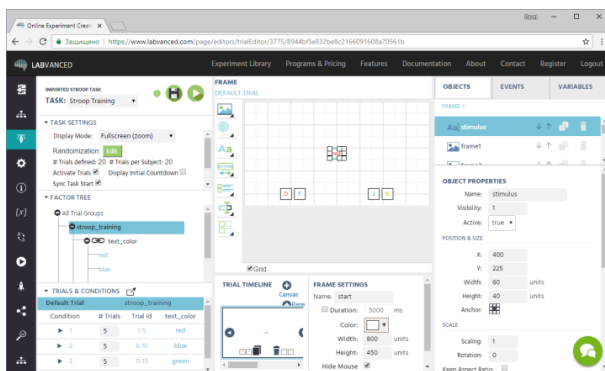 Online Experiment Creat
Защищено https://www.labvanced.com/page/editors/trialEditor/3775/8944bf5e832be8c2166091608a70561b
LABVANCED Experiment Library Programs & Pricing Features Documentation About Contact Register Logout
IMPORTED STROOP TASK
TASK: Stroop Training
TASK SETTINGS
Display Mode: Fullscreen (zoom)
Randomization: Edit
# Trials defined: 20 # Trials per Subject: 20
Activate Trials Display Initial Countdown
Sync Task Start
FACTOR TREE
All Trial Groups
stroop_training
text_color
red
blue
TRIALS & CONDITIONS
Default Trial stroop_training
Condition # Trials Trial Id text_color
1 5 1-5 red
2 5 6-10 blue
3 5 11-15 green
FRAME
DEFAULT TRIAL
Aa
D F J K
Grid
TRIAL TIMELINE
Canvas
Page
FRAME SETTINGS
Name: start
Duration: 5000 ms
Color:
Width: 800 units
Height: 450 units
Hide Mouse
OBJECTS EVENTS VARIABLES
FRAME: 1
Aa stimulus
frame1
OBJECT PROPERTIES
Name: stimulus
Visibility: 1
Active: true
POSITION & SIZE
X: 400
Y: 225
Width: 60 units
Height: 40 units
Anchor:
SCALE
Scaling: 1
Rotation: 0
Keep Aspect Ratio